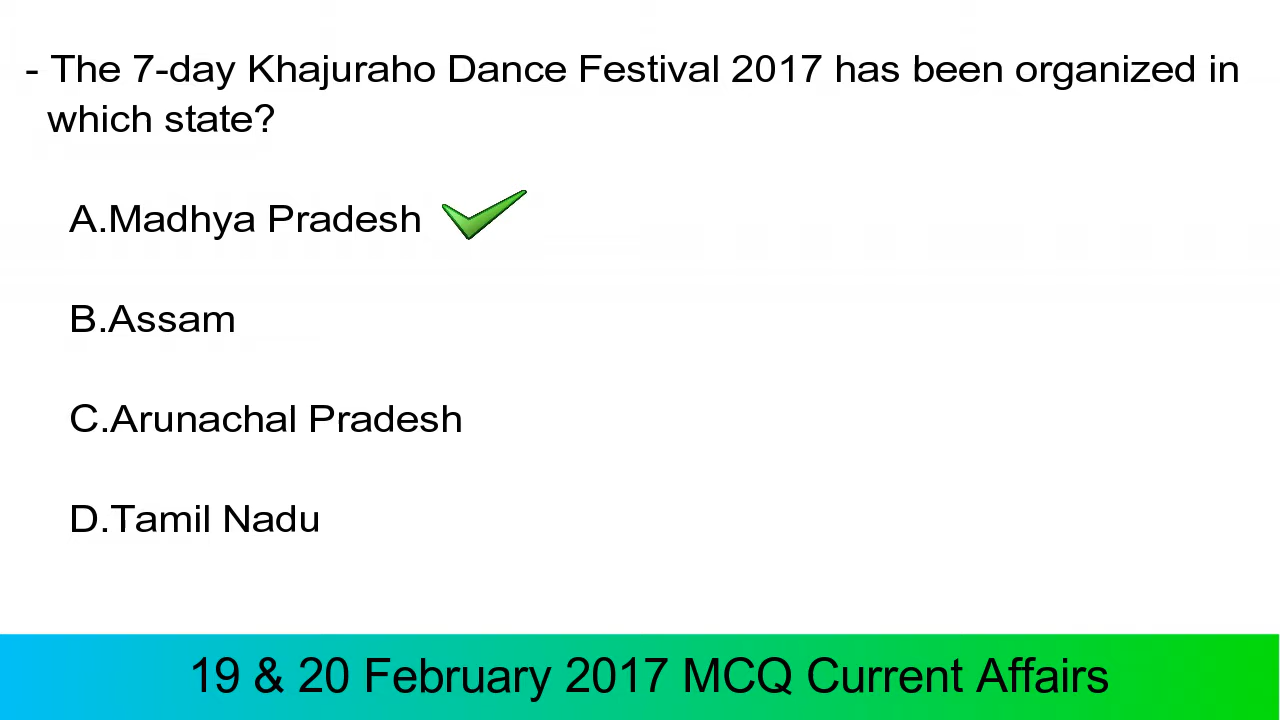 - The 7-day Khajuraho Dance Festival 2017 has been organized in
which state?
A.Madhya Pradesh
B.Assam
C.Arunachal Pradesh
D.Tamil Nadu
19 & 20 February 2017 MCQ Current Affairs